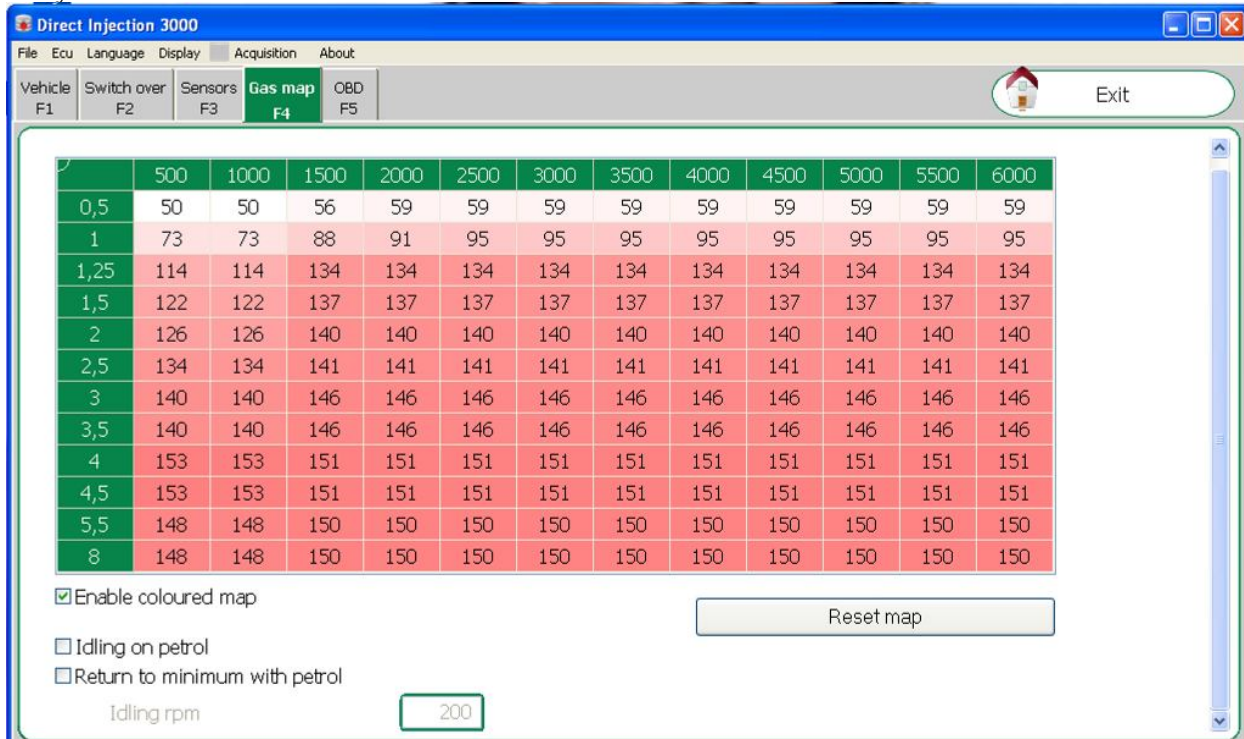 Direct Injection 3000
File Ecu Language Display Acquisition About
Vehicle F1 Switch over F2 Sensors F3 Gas map F4 OBD F5 Exit
500 1000 1500 2000 2500 3000 3500 4000 4500 5000 5500 6000
0,5 50 50 56 59 59 59 59 59 59 59 59 59
1 73 73 88 91 95 95 95 95 95 95 95 95
1,25 114 114 134 134 134 134 134 134 134 134 134 134
1,5 122 122 137 137 137 137 137 137 137 137 137 137
2 126 126 140 140 140 140 140 140 140 140 140 140
2,5 134 134 141 141 141 141 141 141 141 141 141 141
3 140 140 146 146 146 146 146 146 146 146 146 146
3,5 140 140 146 146 146 146 146 146 146 146 146 146
4 153 153 151 151 151 151 151 151 151 151 151 151
4,5 153 153 151 151 151 151 151 151 151 151 151 151
5,5 148 148 150 150 150 150 150 150 150 150 150 150
8 148 148 150 150 150 150 150 150 150 150 150 150
Enable coloured map
Reset map
Idling on petrol
Return to minimum with petrol
Idling rpm 200